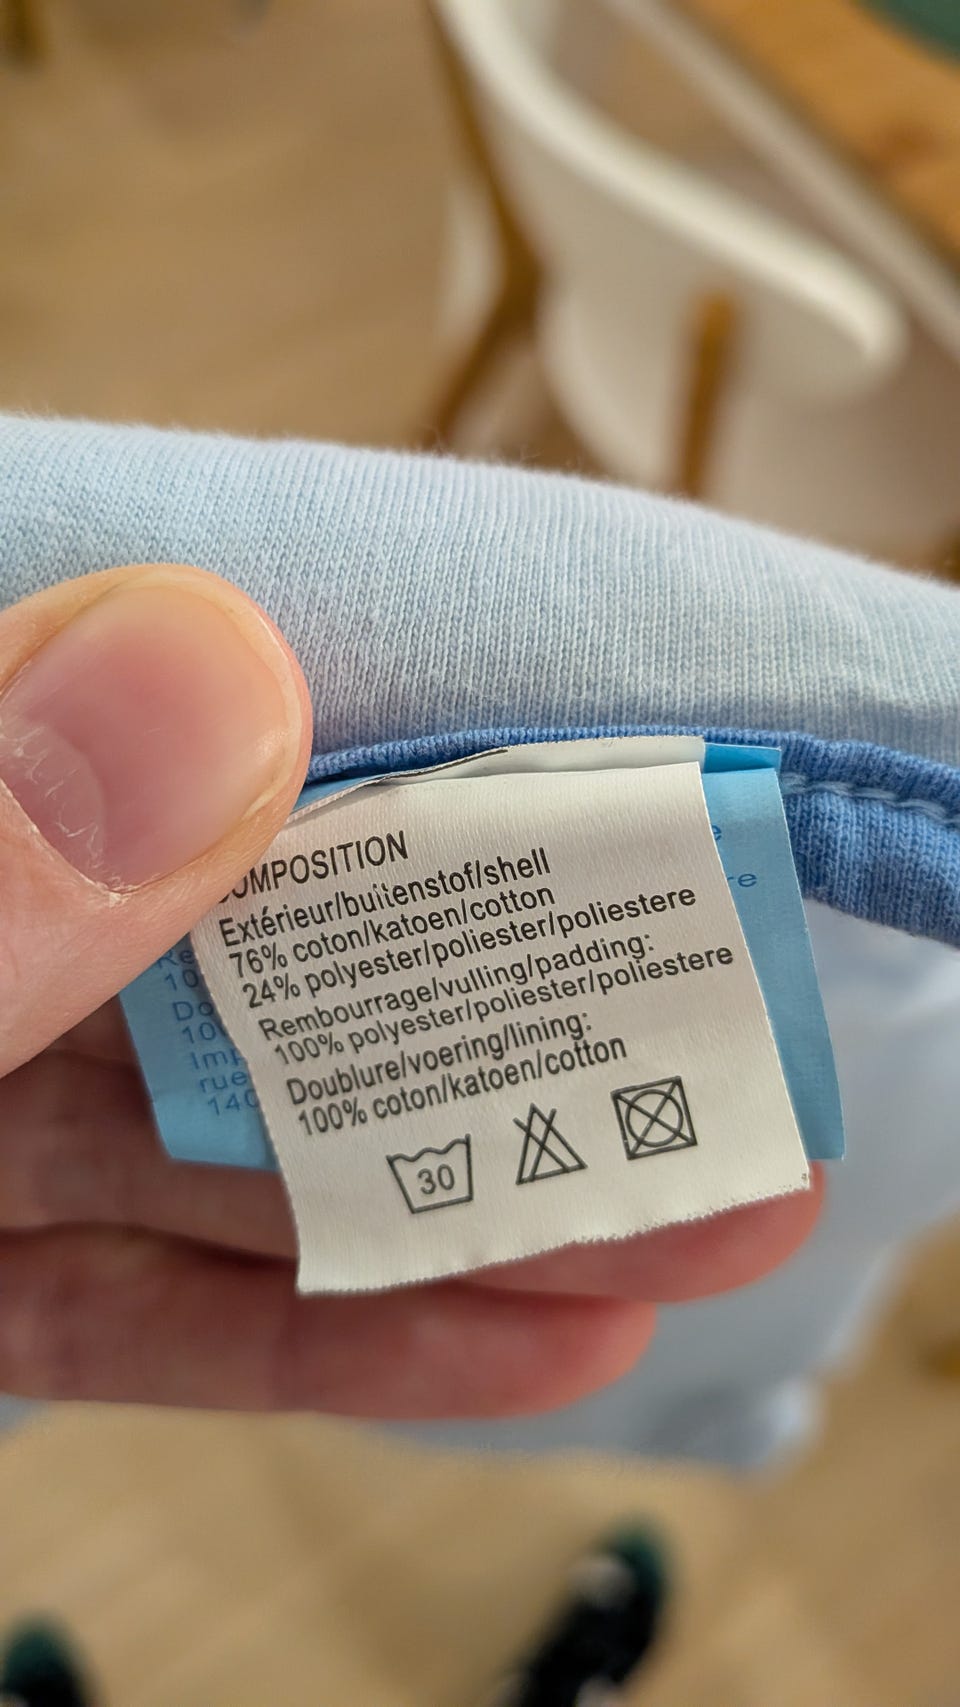 COMPOSITION
Extérieur/buitenstof/shell
76% coton/katoen/cotton
24% polyester/poliester/poliestere
Rembourrage/vulling/padding:
100% polyester/poliester/poliestere
Doublure/voering/lining:
100% coton/katoen/cotton
30